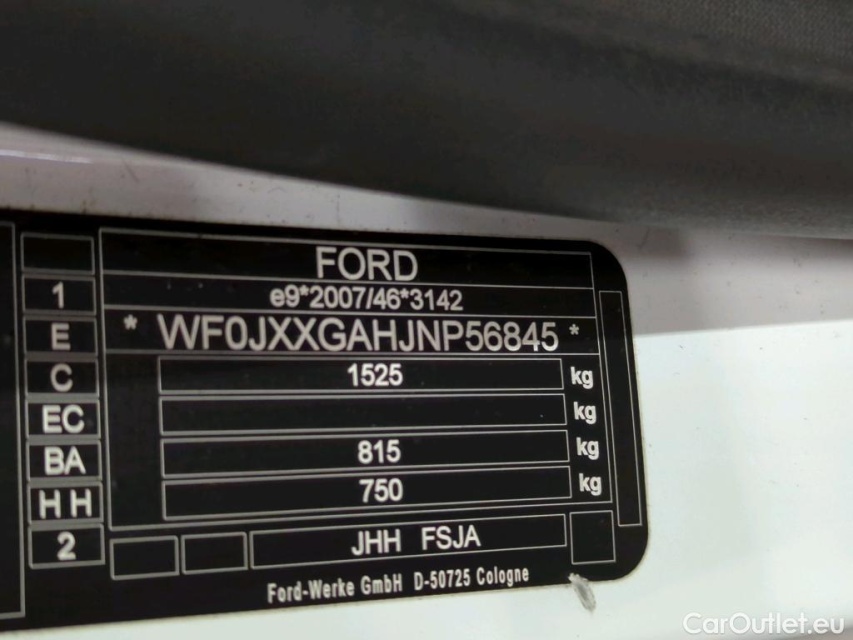 FORD
1 e9*2007/46*3142
E * WF0JXXGAHJNP56845 *
C 1525 kg
EC kg
BA 815 kg
HH 750 kg
2 JHH FSJA
Ford-Werke GmbH D-50725 Cologne
CarOutlet.eu